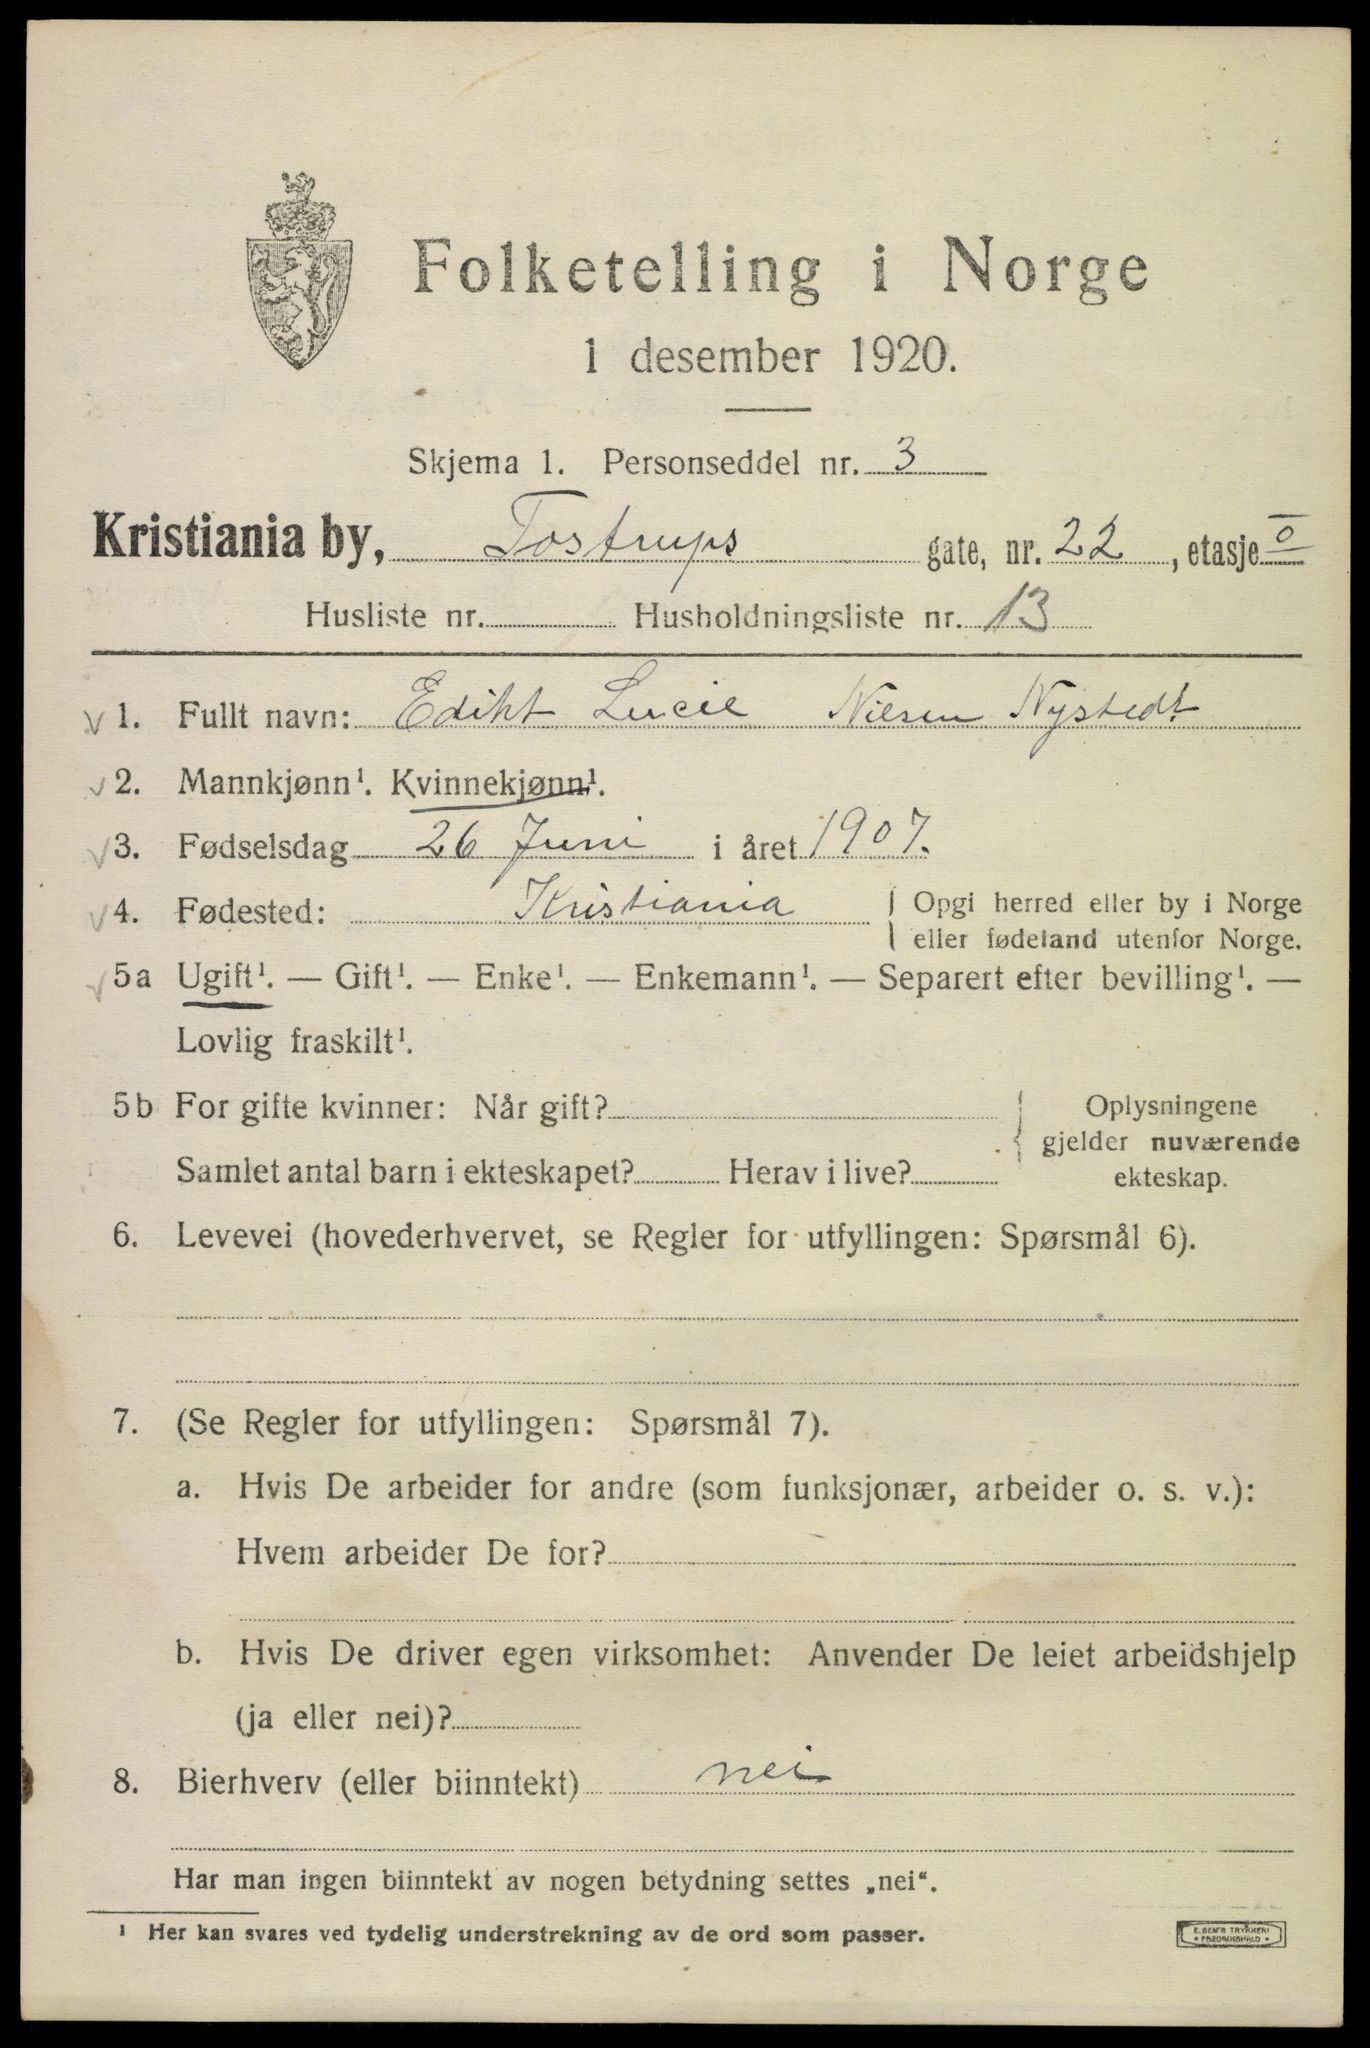 Folketelling i Norge
1 desember 1920.
Skjema 1. Personseddel nr. 3
Kristiania by, Tostrups gate, nr. 22, etasje o
Husliste nr. Husholdningsliste nr. 13
1. Fullt navn: Ediht Lucie Nilsen Nystedt
2. Mannkjønn¹. Kvinnekjønn¹.
3. Fødselsdag 26 Juni i året 1907.
4. Fødested: Kristiania { Opgi herred eller by i Norge
eller fødeland utenfor Norge.
5a Ugift¹. — Gift¹. — Enke¹. — Enkemann¹. — Separert efter bevilling¹. —
Lovlig fraskilt¹.
5b For gifte kvinner: Når gift?
Samlet antal barn i ekteskapet? Herav i live?
{ Oplysningene
gjelder nuværende
ekteskap.
6. Levevei (hovederhvervet, se Regler for utfyllingen: Spørsmål 6).
7. (Se Regler for utfyllingen: Spørsmål 7).
a. Hvis De arbeider for andre (som funksjonær, arbeider o. s. v.):
Hvem arbeider De for?
b. Hvis De driver egen virksomhet: Anvender De leiet arbeidshjelp
(ja eller nei)?
8. Bierhverv (eller biinntekt) nei
Har man ingen biinntekt av nogen betydning settes „nei“.
¹ Her kan svares ved tydelig understrekning av de ord som passer.
E. SEM'S TRYKKERI
• FREDRIKSHALD •